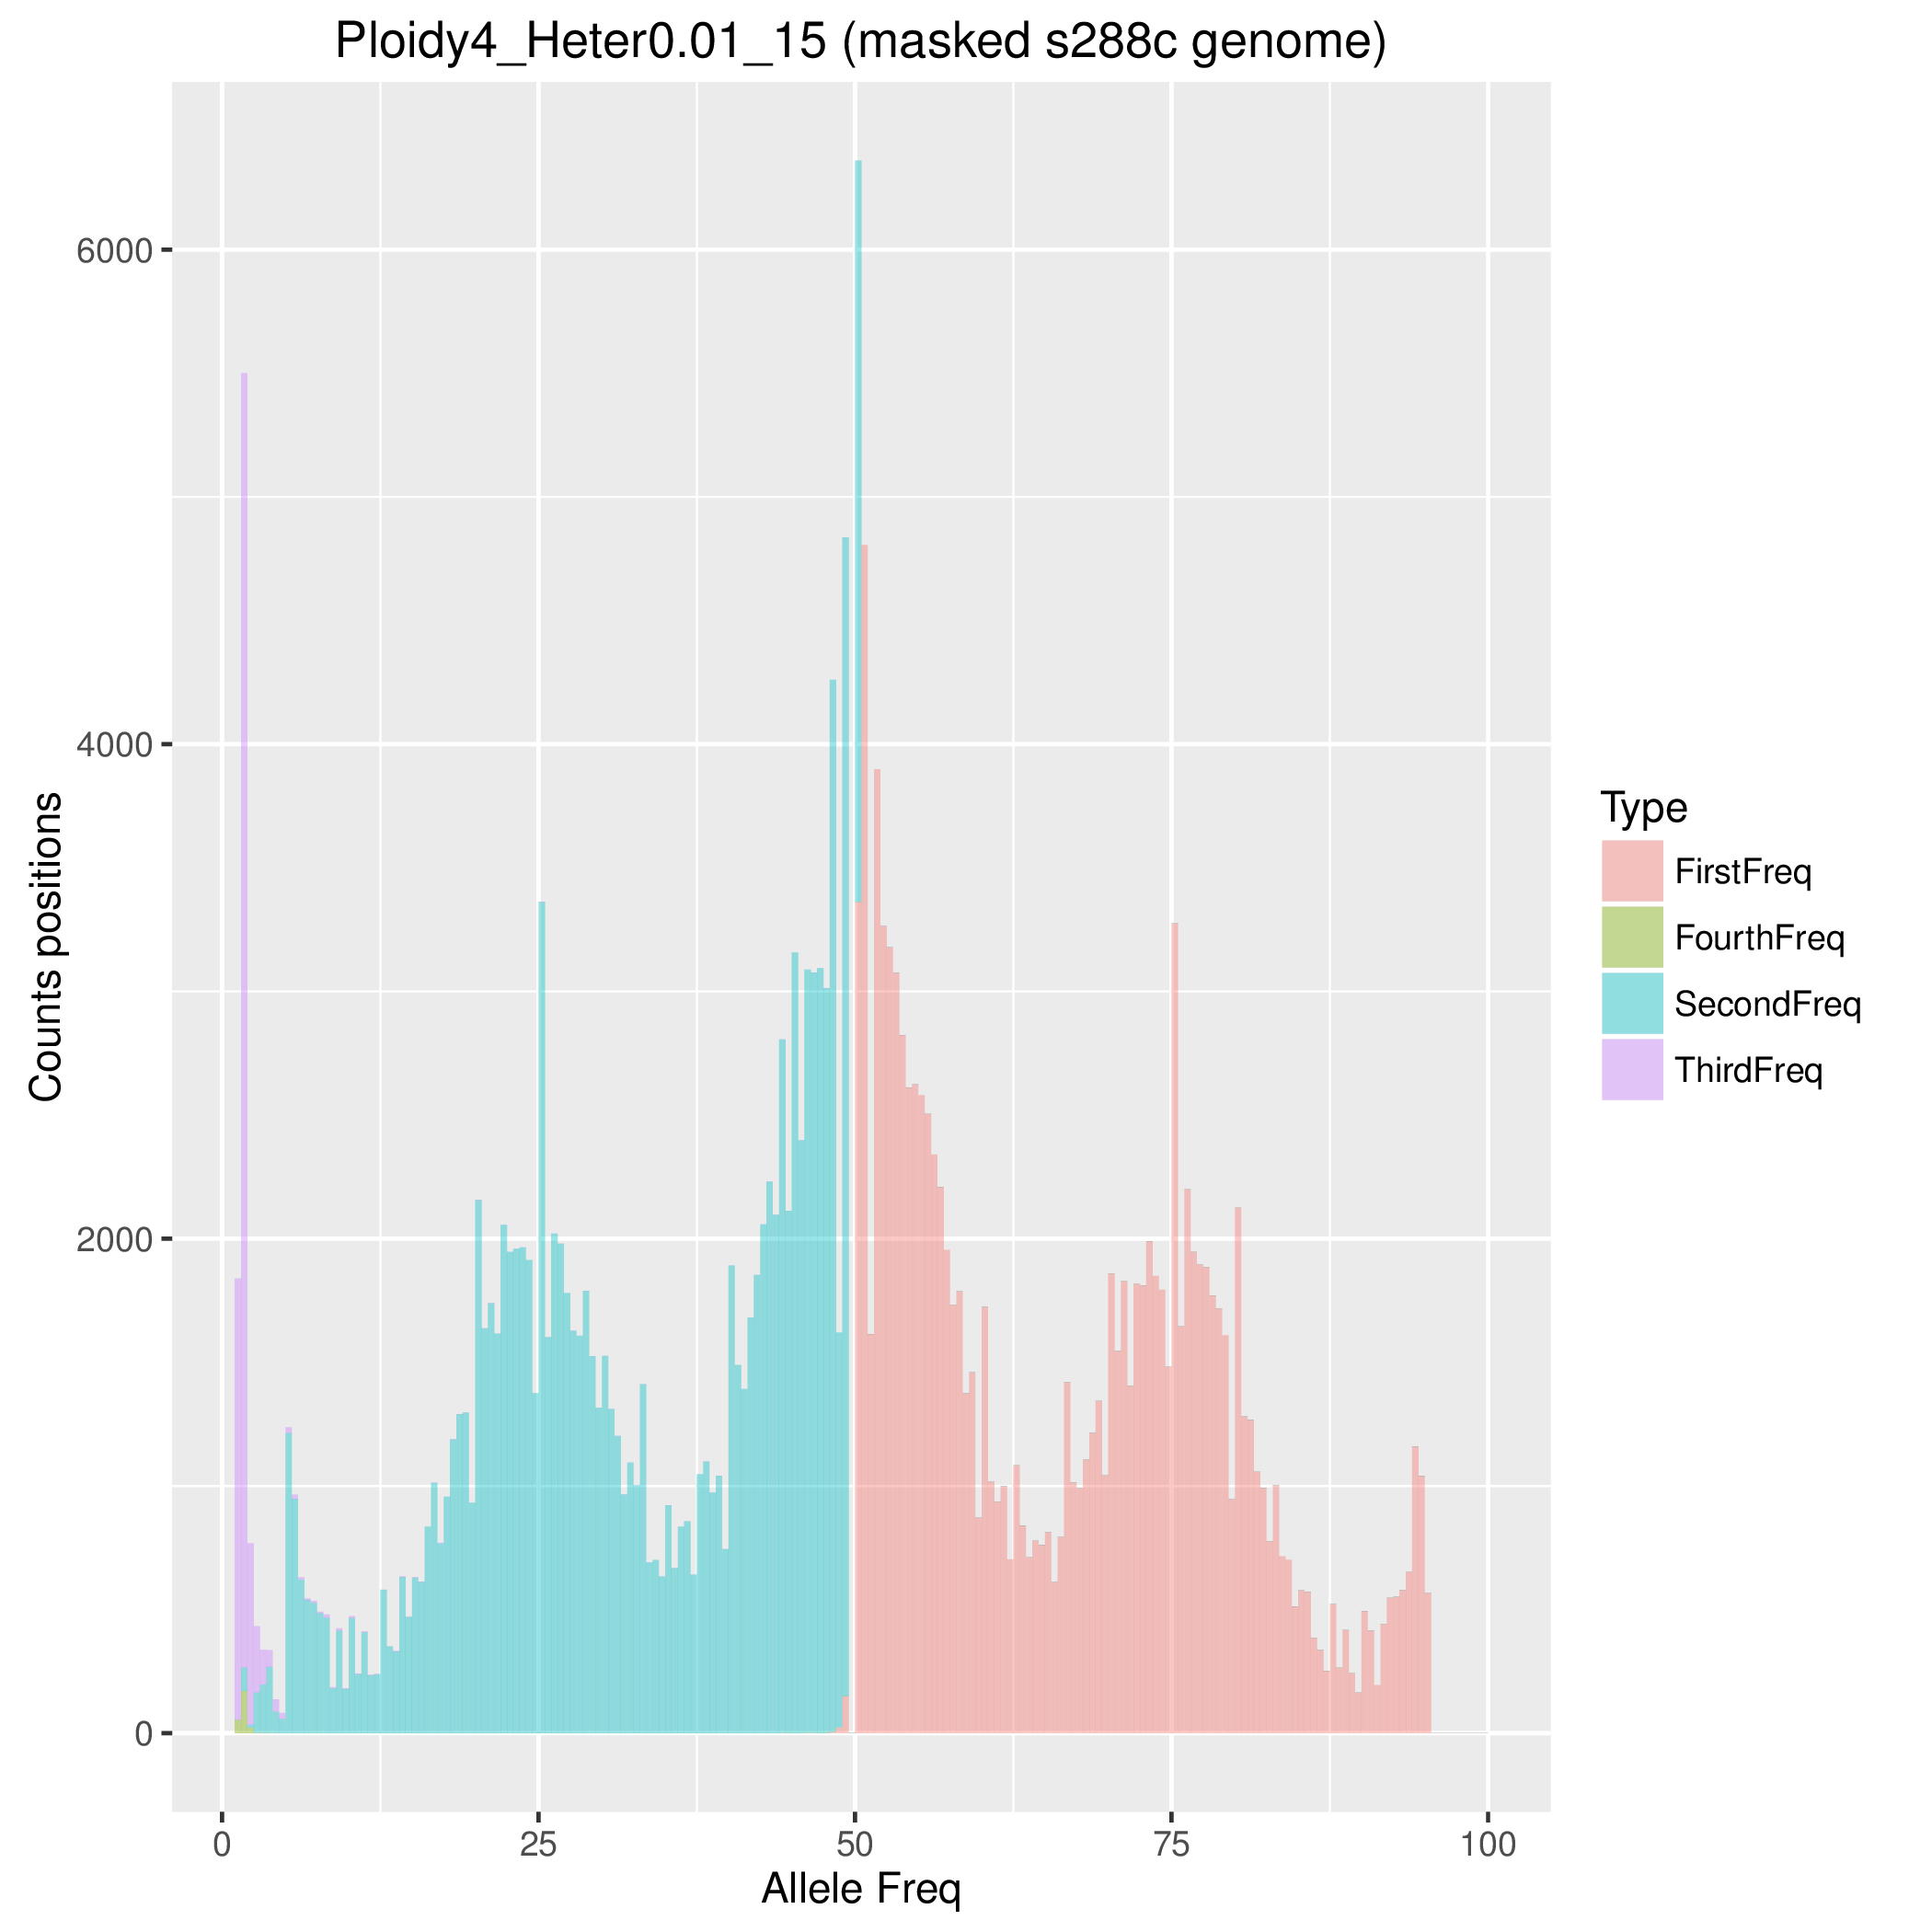 Ploidy4_Heter0.01_15 (masked s288c genome)
6000
4000
2000
0
Counts positions
0 25 50 75 100
Allele Freq
Type
FirstFreq
FourthFreq
SecondFreq
ThirdFreq